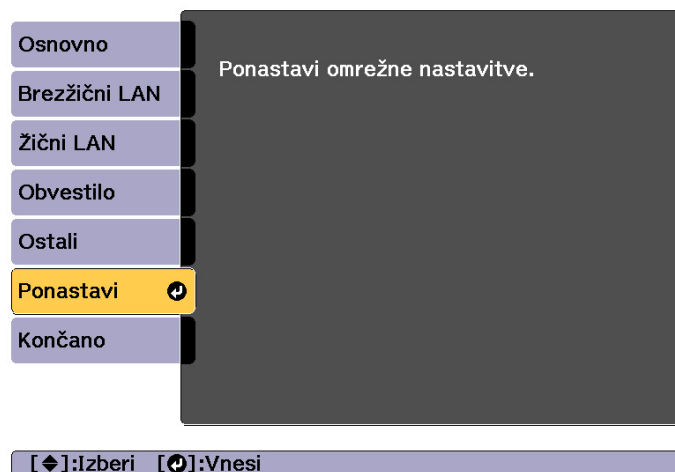 Osnovno
Ponastavi omrežne nastavitve.
Brezžični LAN
Žični LAN
Obvestilo
Ostali
Ponastavi
Končano
[◆]:Izberi [↵]:Vnesi